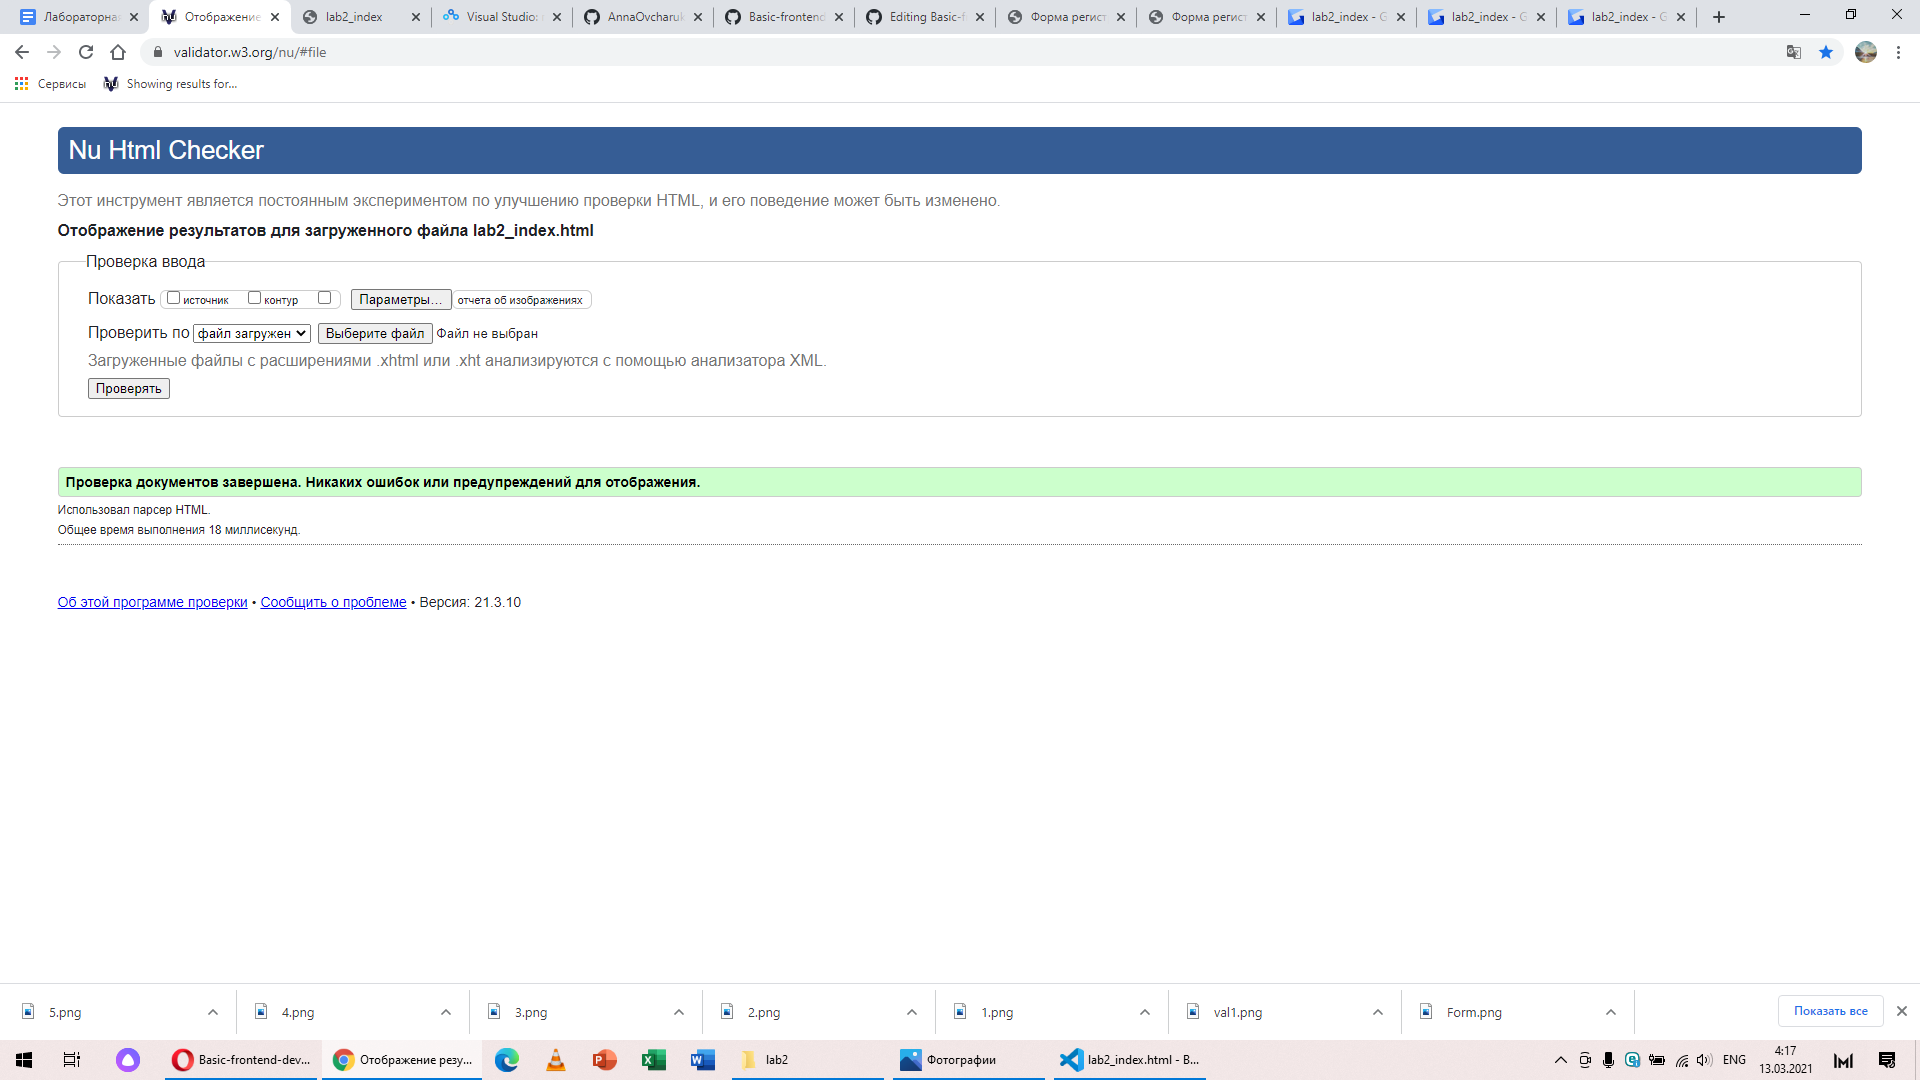 Лабораторна
Отображение
lab2_index
Visual Studio:
AnnaOvcharuk
Basic-frontend
Editing Basic-f
Форма регист
Форма регист
lab2_index - G
lab2_index - G
lab2_index - G
validator.w3.org/nu/#file
Сервисы
Showing results for...
Nu Html Checker
Этот инструмент является постоянным экспериментом по улучшению проверки HTML, и его поведение может быть изменено.
Отображение результатов для загруженного файла lab2_index.html
Проверка ввода
Показать источник контур Параметры... отчета об изображениях
Проверить по файл загружен Выберите файл Файл не выбран
Загруженные файлы с расширениями .xhtml или .xht анализируются с помощью анализатора XML.
Проверять
Проверка документов завершена. Никаких ошибок или предупреждений для отображения.
Использовал парсер HTML.
Общее время выполнения 18 миллисекунд.
Об этой программе проверки • Сообщить о проблеме • Версия: 21.3.10
5.png
4.png
3.png
2.png
1.png
val1.png
Form.png
Показать все
Basic-frontend-dev...
Отображение резу...
lab2
Фотографии
lab2_index.html - B...
ENG
4:17
13.03.2021